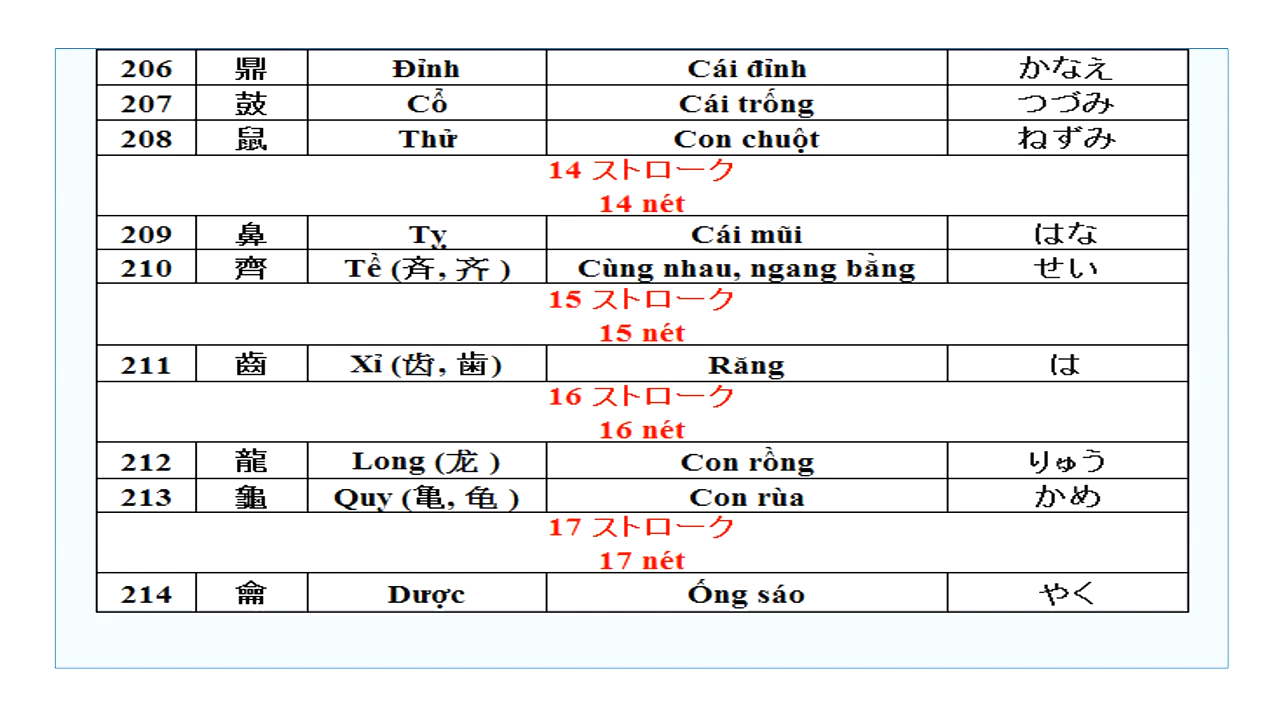 206 鼎 Đỉnh Cái đỉnh かなえ
207 鼓 Cổ Cái trống つづみ
208 鼠 Thử Con chuột ねずみ
14 ストローク
14 nét
209 鼻 Tỵ Cái mũi はな
210 齊 Tề (斉, 齐 ) Cùng nhau, ngang bằng せい
15 ストローク
15 nét
211 齒 Xỉ (齿, 歯) Răng は
16 ストローク
16 nét
212 龍 Long (龙 ) Con rồng りゅう
213 龜 Quy (亀, 龟 ) Con rùa かめ
17 ストローク
17 nét
214 龠 Dược Ống sáo やく